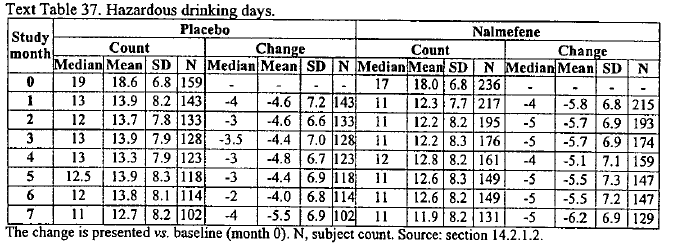 Text Table 37. Hazardous drinking days.
Study month Placebo Nalmefene
Count Change Count Change
Median Mean SD N Median Mean SD N Median Mean SD N Median Mean SD N
0 19 18.6 6.8 159 - - - - 17 18.0 6.8 236 - - - -
1 13 13.9 8.2 143 -4 -4.6 7.2 143 11 12.3 7.7 217 -4 -5.8 6.8 215
2 12 13.7 7.8 133 -3 -4.6 6.6 133 11 12.2 8.2 195 -5 -5.7 6.9 193
3 13 13.9 7.9 128 -3.5 -4.4 7.0 128 11 12.2 8.3 176 -5 -5.7 6.9 174
4 13 13.3 7.9 123 -3 -4.8 6.7 123 12 12.8 8.2 161 -4 -5.1 7.1 159
5 12.5 13.9 8.3 118 -3 -4.4 6.9 118 11 12.6 8.3 149 -5 -5.5 7.3 147
6 12 13.8 8.1 114 -2 -4.0 6.8 114 11 12.6 8.2 149 -5 -5.5 7.2 147
7 11 12.7 8.2 102 -4 -5.5 6.9 102 11 11.9 8.2 131 -5 -6.2 6.9 129
The change is presented vs. baseline (month 0). N, subject count. Source: section 14.2.1.2.